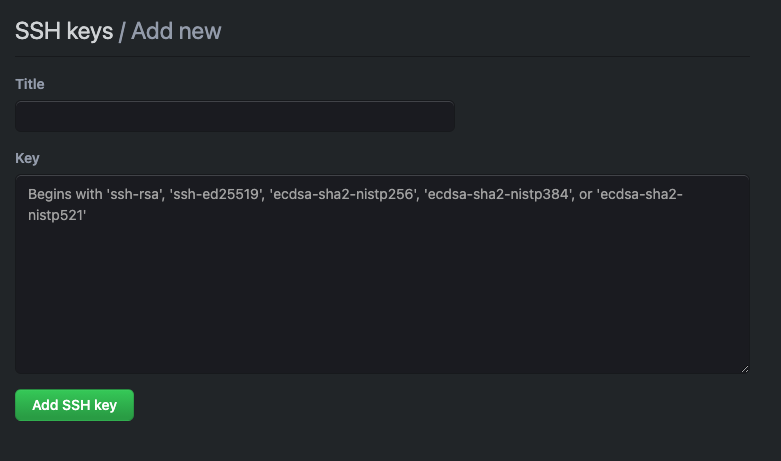 SSH keys / Add new
Title
Key
Begins with 'ssh-rsa', 'ssh-ed25519', 'ecdsa-sha2-nistp256', 'ecdsa-sha2-nistp384', or 'ecdsa-sha2-
nistp521'
Add SSH key